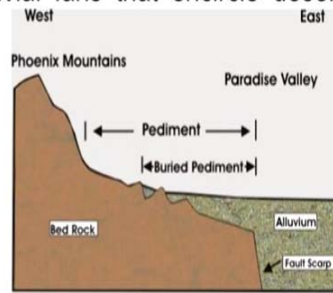 West East
Phoenix Mountains
Paradise Valley
Pediment
Buried Pediment
Bed Rock
Alluvium
Fault Scarp